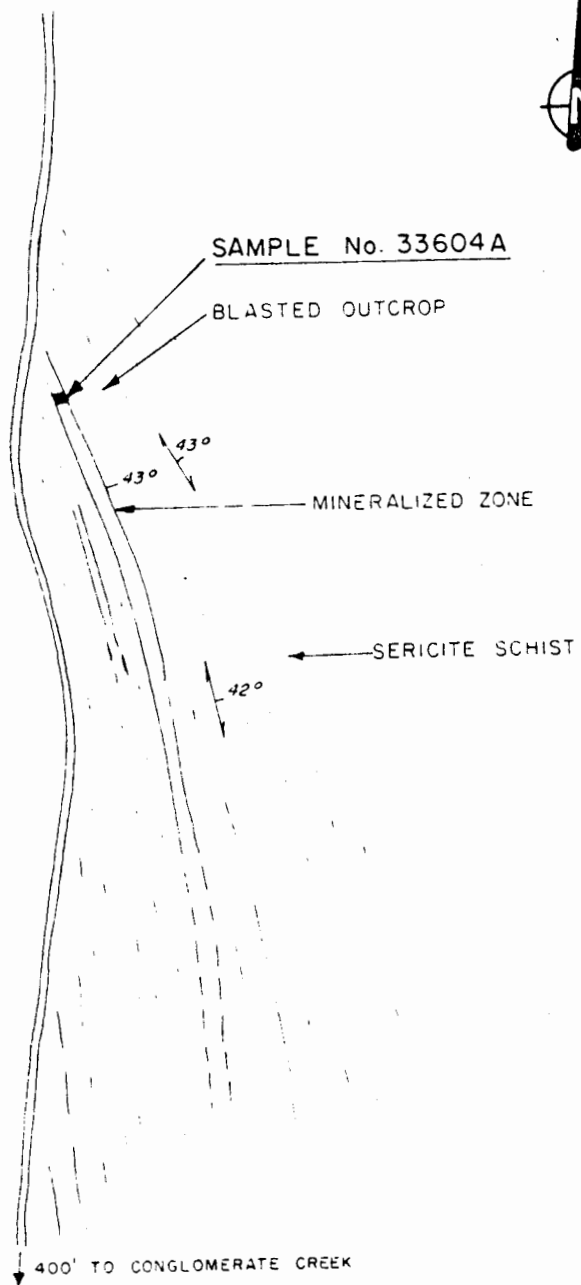 N
SAMPLE No. 33604A
BLASTED OUTCROP
43°
43°
MINERALIZED ZONE
SERICITE SCHIST
42°
400' TO CONGLOMERATE CREEK